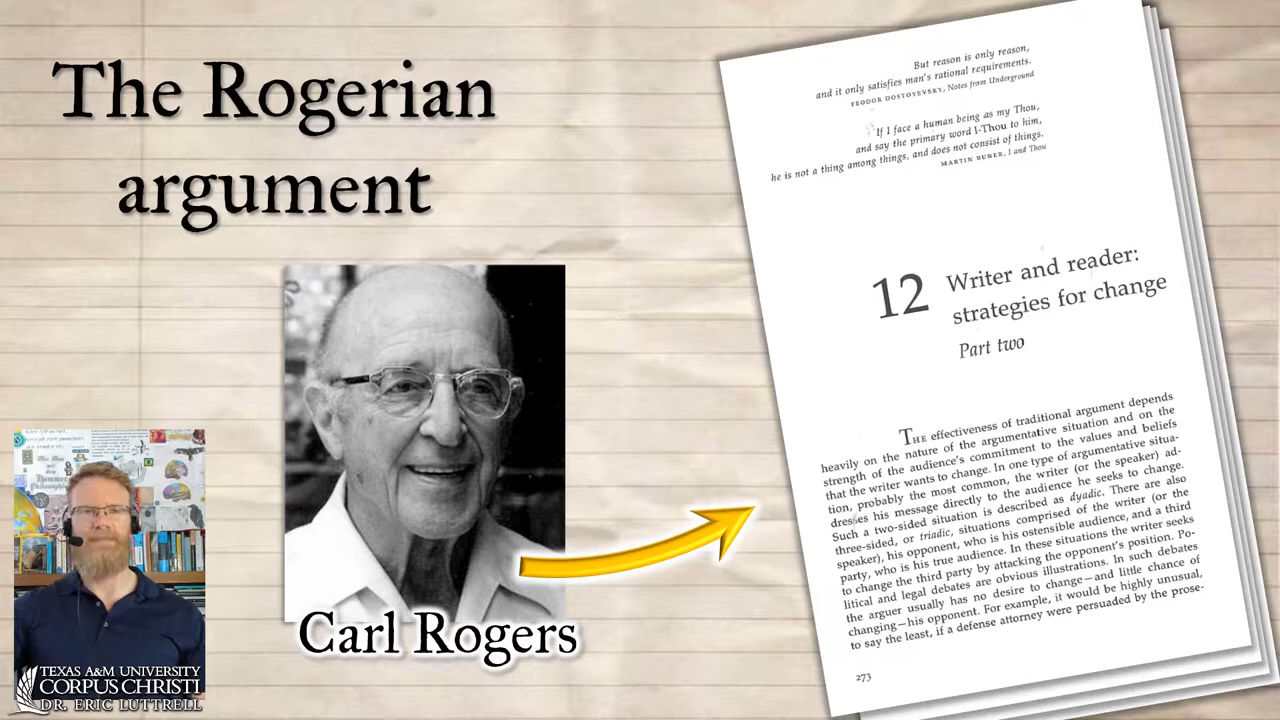 The Rogerian
argument
Carl Rogers
TEXAS A&M UNIVERSITY
CORPUS CHRISTI
DR. ERIC LUTTRELL
But reason is only reason,
and it only satisfies man's rational requirements.
FEODOR DOSTOYEVSKY, Notes from Underground
If I face a human being as my Thou,
and say the primary word I-Thou to him,
he is not a thing among things, and does not consist of things.
MARTIN BUBER, I and Thou
12 Writer and reader:
strategies for change
Part two
THE effectiveness of traditional argument depends
heavily on the nature of the argumentative situation and on the
strength of the audience's commitment to the values and beliefs
that the writer wants to change. In one type of argumentative situa-
tion, probably the most common, the writer (or the speaker) ad-
dresses his message directly to the audience he seeks to change.
Such a two-sided situation is described as dyadic. There are also
three-sided, or triadic, situations comprised of the writer (or the
speaker), his opponent, who is his ostensible audience, and a third
party, who is his true audience. In these situations the writer seeks
to change the third party by attacking the opponent's position. Po-
litical and legal debates are obvious illustrations. In such debates
the arguer usually has no desire to change—and little chance of
changing—his opponent. For example, it would be highly unusual,
to say the least, if a defense attorney were persuaded by the prose-
273